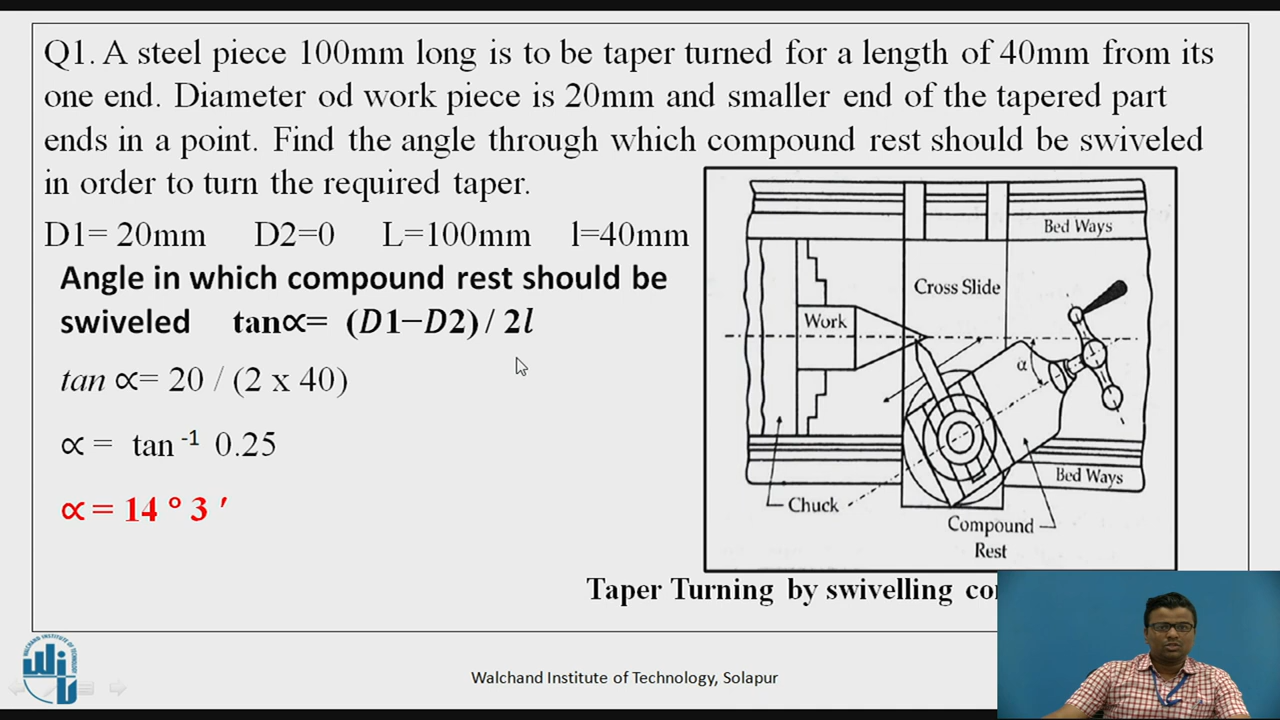 Q1. A steel piece 100mm long is to be taper turned for a length of 40mm from its
one end. Diameter od work piece is 20mm and smaller end of the tapered part
ends in a point. Find the angle through which compound rest should be swiveled
in order to turn the required taper.
D1= 20mm D2=0 L=100mm l=40mm
Angle in which compound rest should be
swiveled tan∝= (D1−D2) / 2l
tan ∝= 20 / (2 x 40)
∝ = tan -1 0.25
∝ = 14 ° 3 ′
Bed Ways
Cross Slide
Work
α
Bed Ways
Chuck
Compound
Rest
Taper Turning by swivelling
WALCHAND INSTITUTE OF TECHNOLOGY
WIT
Walchand Institute of Technology, Solapur